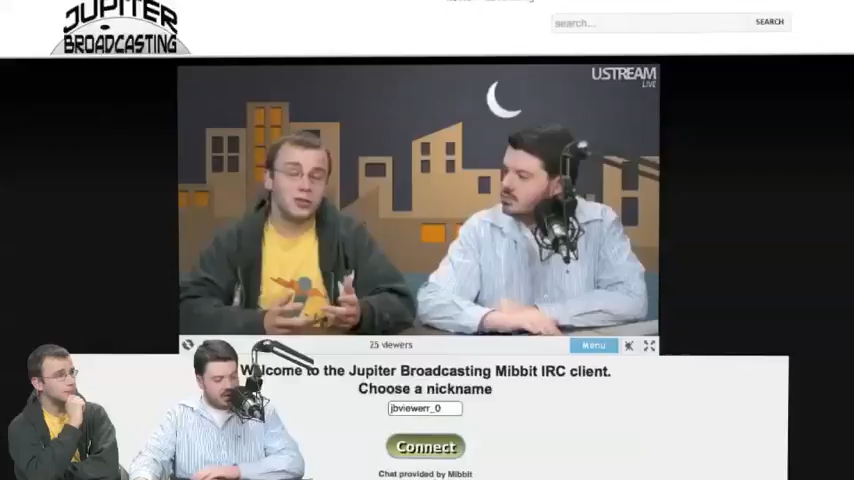 JUPITER
BROADCASTING
search...
SEARCH
USTREAM
LIVE
25 viewers
Menu
Welcome to the Jupiter Broadcasting Mibbit IRC client.
Choose a nickname
jbviewerr_0
Connect
Chat provided by Mibbit